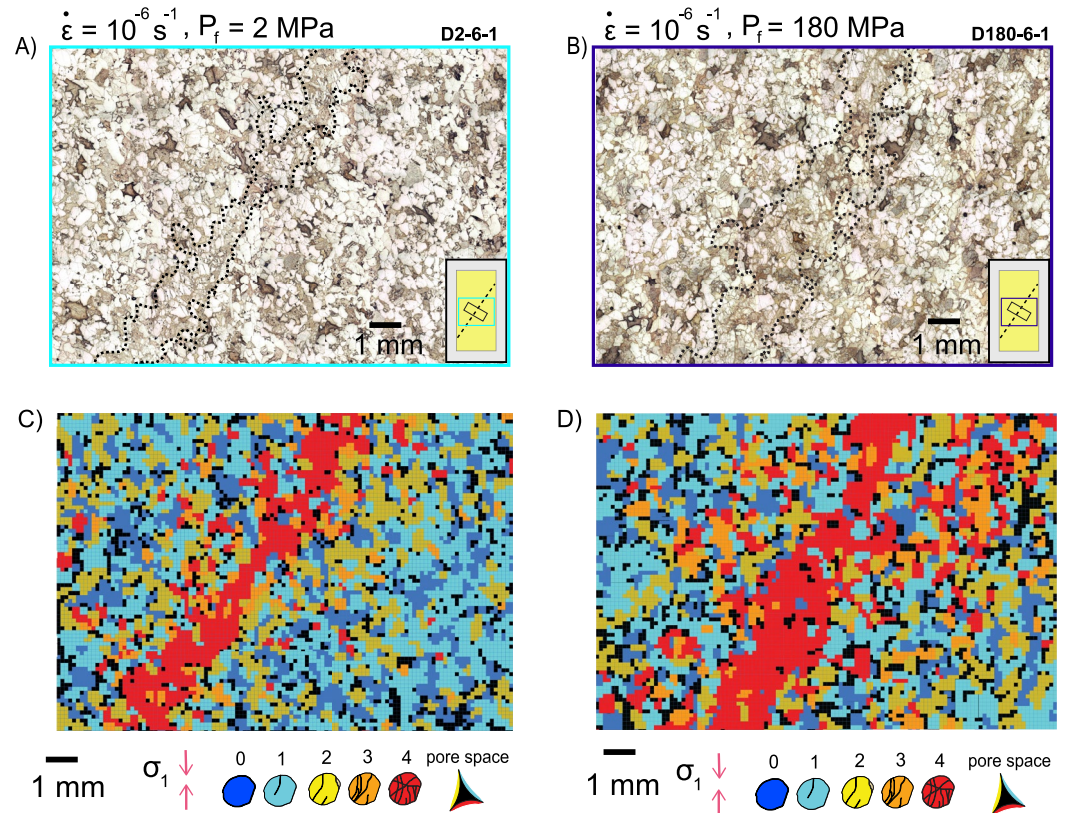 A)
ε̇ = 10⁻⁶ s⁻¹, P_f = 2 MPa
D2-6-1
1 mm
B)
ε̇ = 10⁻⁶ s⁻¹, P_f = 180 MPa
D180-6-1
1 mm
C)
1 mm
σ₁
0 1 2 3 4 pore space
D)
1 mm
σ₁
0 1 2 3 4 pore space